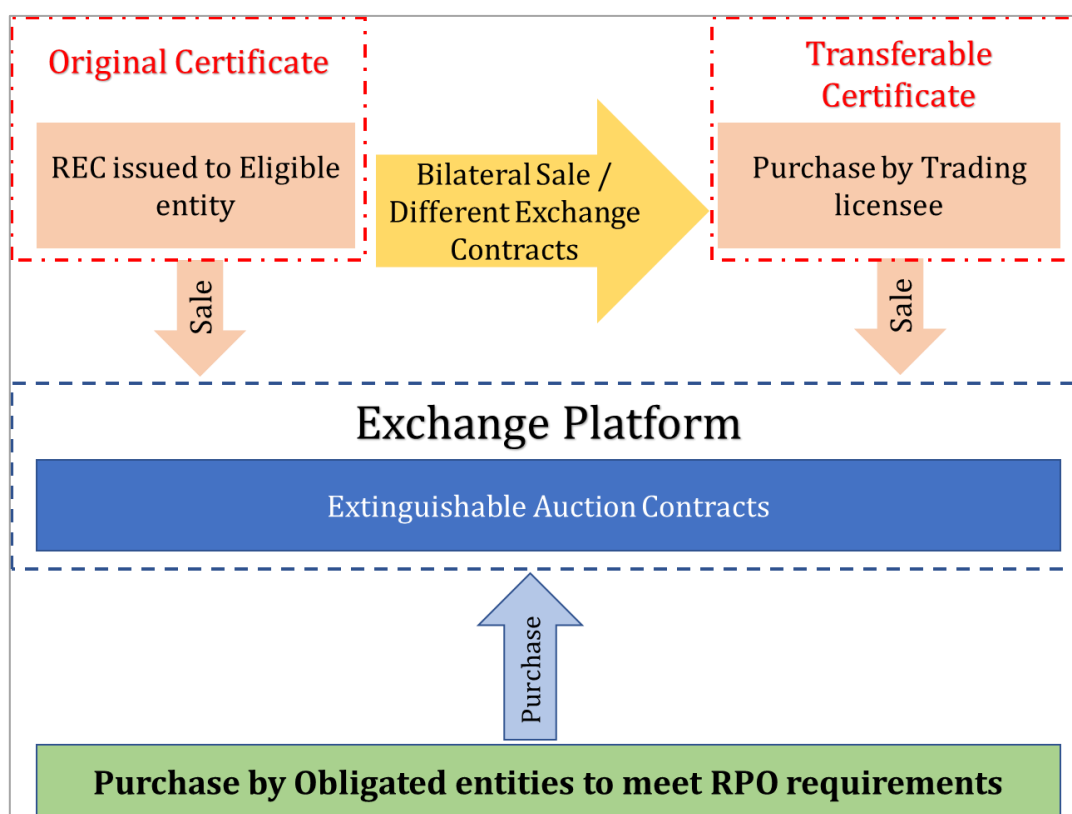 Original Certificate
REC issued to Eligible
entity
Bilateral Sale /
Different Exchange
Contracts
Transferable
Certificate
Purchase by Trading
licensee
Sale
Sale
Exchange Platform
Extinguishable Auction Contracts
Purchase
Purchase by Obligated entities to meet RPO requirements